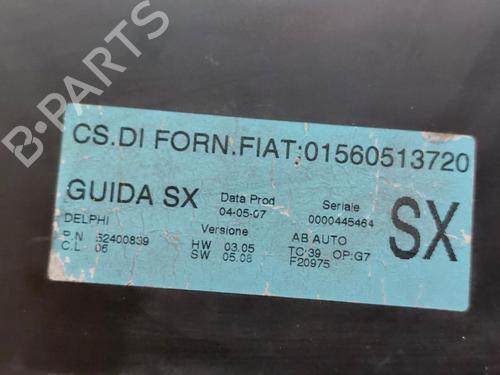 B-PARTS
CS.DI FORN.FIAT:01560513720
GUIDA SX Data Prod Seriale SX
04-05-07 0000445464
DELPHI Versione AB AUTO
P.N 52400839 HW 03.05 TC 39 OP:G7
C.L 06 SW 05.08 F20975